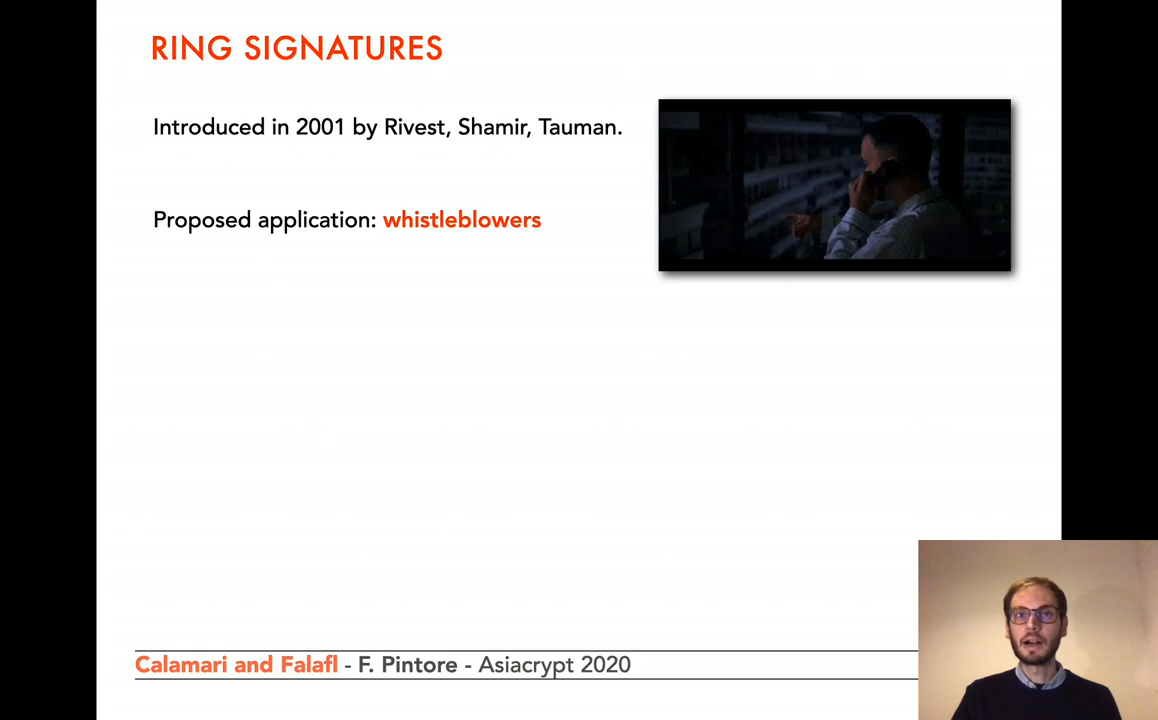 RING SIGNATURES
Introduced in 2001 by Rivest, Shamir, Tauman.
Proposed application: whistleblowers
Calamari and Falafl - F. Pintore - Asiacrypt 2020